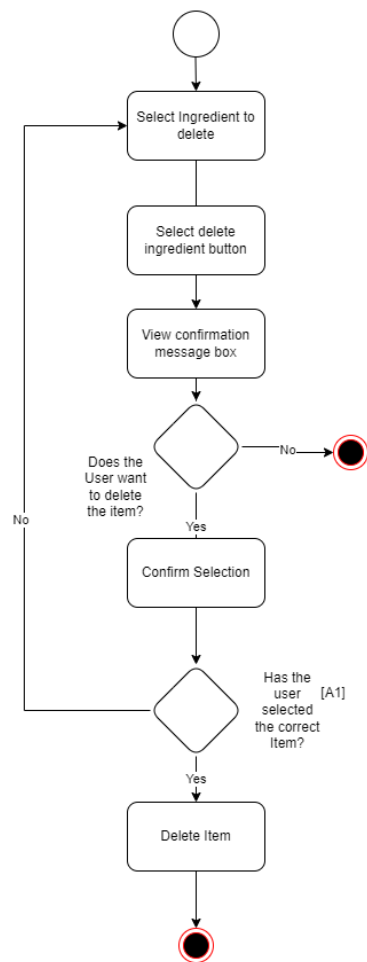 Select Ingredient to
delete
Select delete
ingredient button
View confirmation
message box
Does the
User want
to delete
the item?
No
Yes
No
Confirm Selection
Has the
user
selected
the correct
Item?
[A1]
Yes
Delete Item